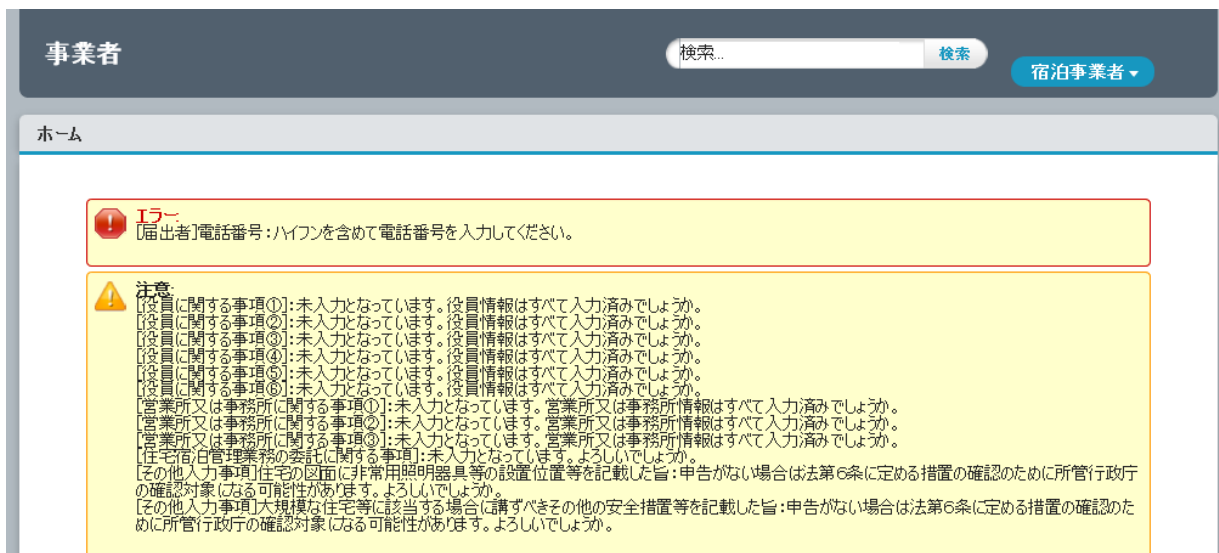 事業者
検索...
検索
宿泊事業者
ホーム
エラー:
[届出者]電話番号:ハイフンを含めて電話番号を入力してください。
注意:
[役員に関する事項①]:未入力となっています。役員情報はすべて入力済みでしょうか。
[役員に関する事項②]:未入力となっています。役員情報はすべて入力済みでしょうか。
[役員に関する事項③]:未入力となっています。役員情報はすべて入力済みでしょうか。
[役員に関する事項④]:未入力となっています。役員情報はすべて入力済みでしょうか。
[役員に関する事項⑤]:未入力となっています。役員情報はすべて入力済みでしょうか。
[役員に関する事項⑥]:未入力となっています。役員情報はすべて入力済みでしょうか。
[営業所又は事務所に関する事項①]:未入力となっています。営業所又は事務所情報はすべて入力済みでしょうか。
[営業所又は事務所に関する事項②]:未入力となっています。営業所又は事務所情報はすべて入力済みでしょうか。
[営業所又は事務所に関する事項③]:未入力となっています。営業所又は事務所情報はすべて入力済みでしょうか。
[住宅宿泊管理業務の委託に関する事項]:未入力となっています。よろしいでしょうか。
[その他入力事項]住宅の図面に非常用照明器具等の設置位置等を記載した旨:申告がない場合は法第6条に定める措置の確認のために所管行政庁
の確認対象になる可能性があります。よろしいでしょうか。
[その他入力事項]大規模な住宅等に該当する場合に講ずべきその他の安全措置等を記載した旨:申告がない場合は法第6条に定める措置の確認のた
めに所管行政庁の確認対象になる可能性があります。よろしいでしょうか。